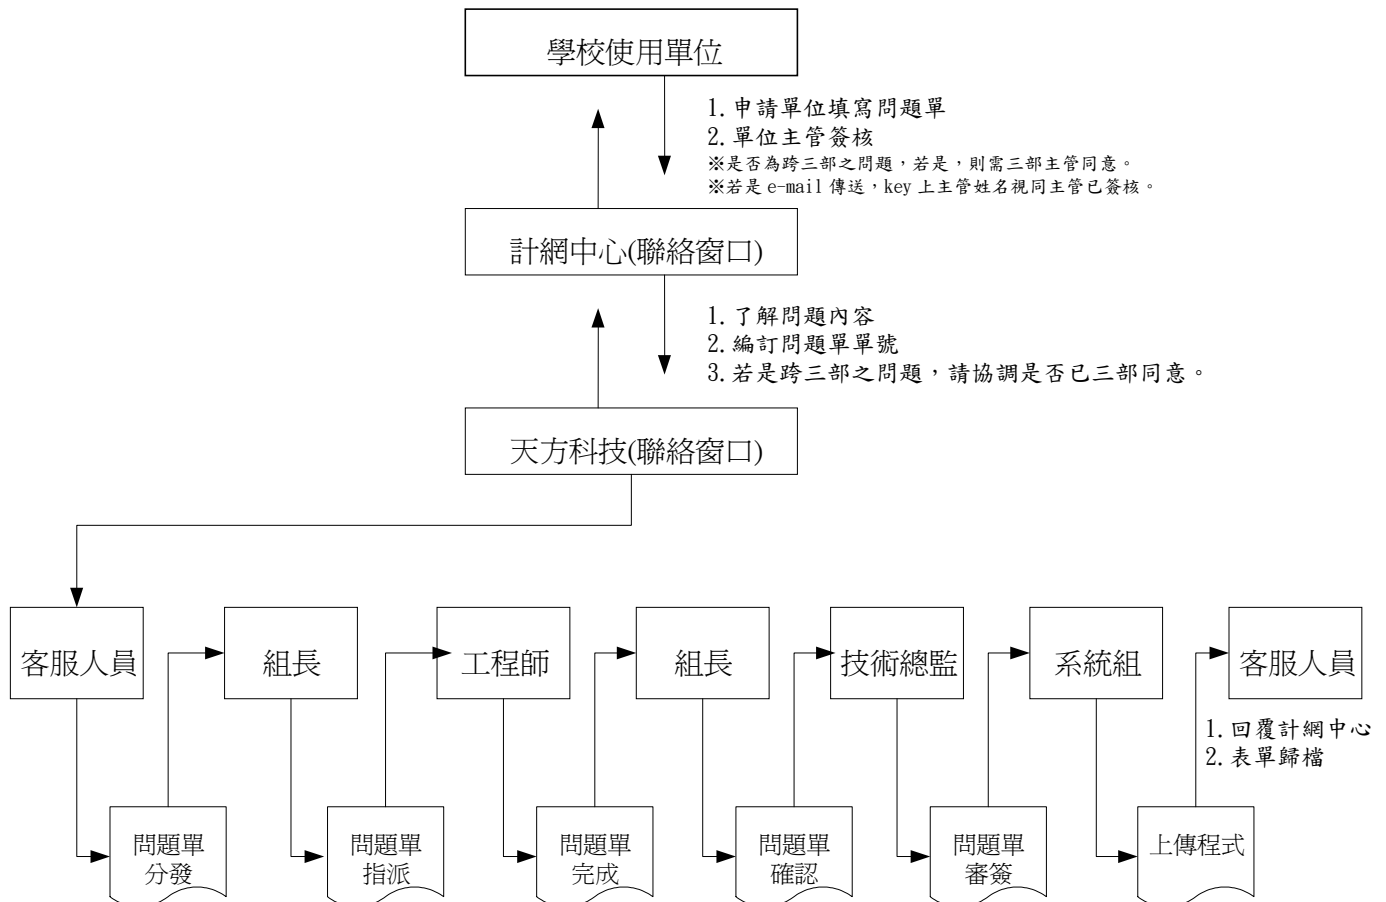 學校使用單位
1.申請單位填寫問題單
2.單位主管簽核
※是否為跨三部之問題，若是，則需三部主管同意。
※若是 e-mail 傳送，key 上主管姓名視同主管已簽核。
計網中心(聯絡窗口)
1.了解問題內容
2.編訂問題單單號
3.若是跨三部之問題，請協調是否已三部同意。
天方科技(聯絡窗口)
客服人員
組長
工程師
組長
技術總監
系統組
客服人員
1.回覆計網中心
2.表單歸檔
問題單
分發
問題單
指派
問題單
完成
問題單
確認
問題單
審簽
上傳程式